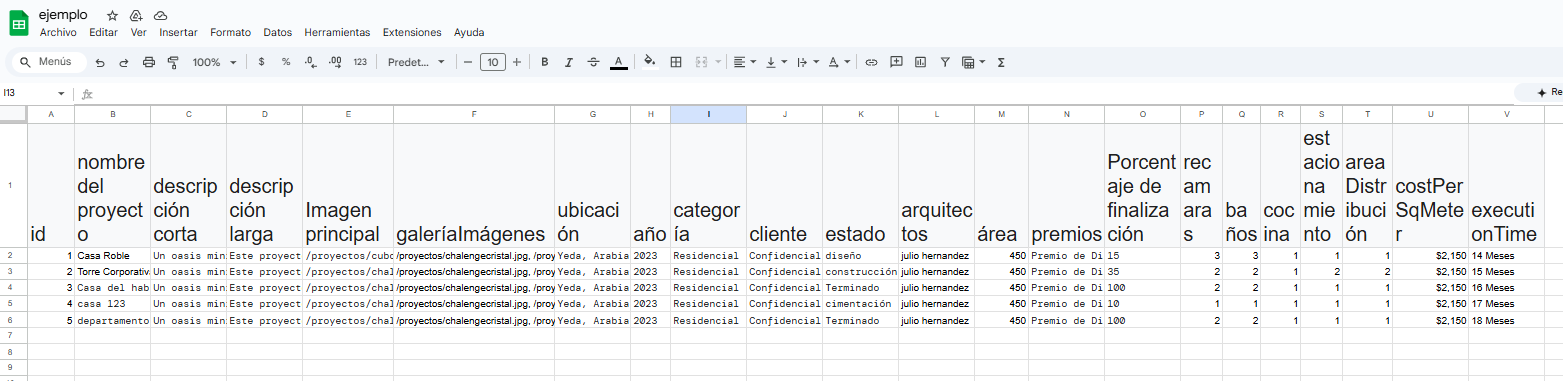 ejemplo
Archivo Editar Ver Insertar Formato Datos Herramientas Extensiones Ayuda
Menús 100% $ % .0 .00 123 Predet... − 10 + B I A A Σ
I13 fx Re
A B C D E F G H I J K L M N O P Q R S T U V
1 id nombre del proyecto descripción corta descripción larga Imagen principal galeríaImágenes ubicación año categoría cliente estado arquitectos área premios Porcentaje de finalización recamaras baños cocina estacionamiento areaDistribución costPerSqMeter executionTime
2 1 Casa Roble Un oasis min Este proyect /proyectos/cubo /proyectos/chalengecristal.jpg, /proy Yeda, Arabia 2023 Residencial Confidencial diseño julio hernandez 450 Premio de Di 15 3 3 1 1 1 $2,150 14 Meses
3 2 Torre Corporativa Un oasis min Este proyect /proyectos/chal /proyectos/chalengecristal.jpg, /proy Yeda, Arabia 2023 Residencial Confidencial construcción julio hernandez 450 Premio de Di 35 2 2 1 2 2 $2,150 15 Meses
4 3 Casa del hab Un oasis min Este proyect /proyectos/chal /proyectos/chalengecristal.jpg, /proy Yeda, Arabia 2023 Residencial Confidencial Terminado julio hernandez 450 Premio de Di 100 2 2 1 1 1 $2,150 16 Meses
5 4 casa 123 Un oasis min Este proyect /proyectos/chal /proyectos/chalengecristal.jpg, /proy Yeda, Arabia 2023 Residencial Confidencial cimentación julio hernandez 450 Premio de Di 10 1 1 1 1 1 $2,150 17 Meses
6 5 departamento Un oasis min Este proyect /proyectos/chal /proyectos/chalengecristal.jpg, /proy Yeda, Arabia 2023 Residencial Confidencial Terminado julio hernandez 450 Premio de Di 100 2 2 1 1 1 $2,150 18 Meses
7
8
9